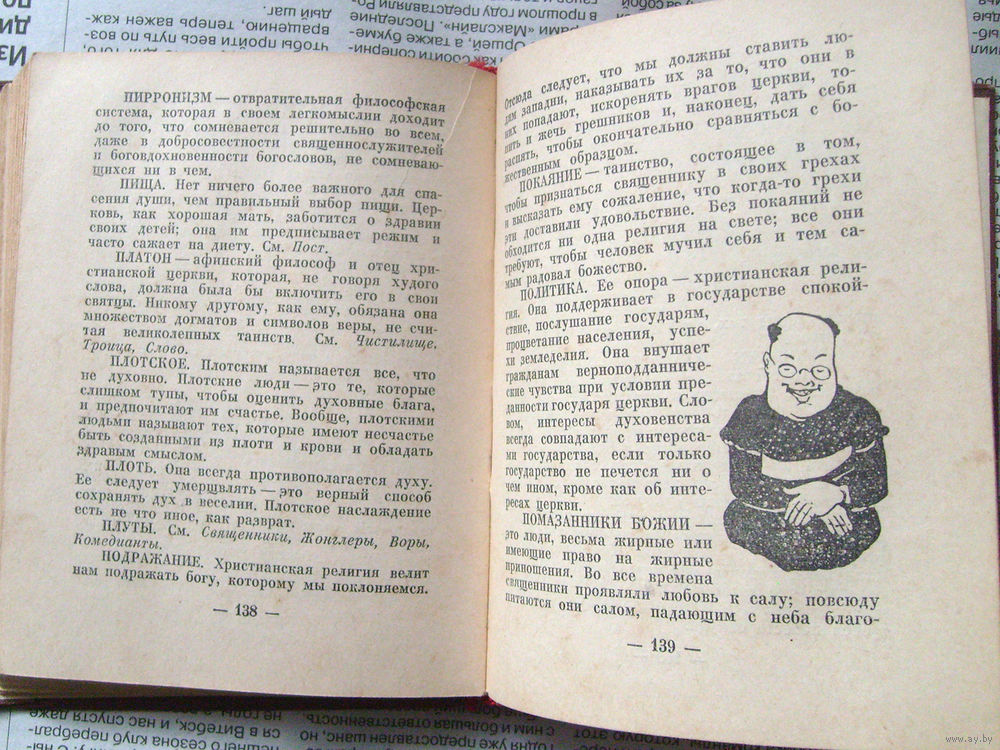 ПИРРОНИЗМ — отвратительная философская
система, которая в своем легкомыслии доходит
до того, что сомневается решительно во всем,
даже в добросовестности священнослужителей
и боговдохновенности богословов, не сомневаю-
щихся ни в чем.
ПИЩА. Нет ничего более важного для спа-
сения души, чем правильный выбор пищи. Цер-
ковь, как хорошая мать, заботится о здравии
своих детей; она им предписывает режим и
часто сажает на диету. См. Пост.
ПЛАТОН — афинский философ и отец хри-
стианской церкви, которая, не говоря худого
слова, должна была бы включить его в свои
святцы. Никому другому, как ему, обязана она
множеством догматов и символов веры, не счи-
тая великолепных таинств. См. Чистилище,
Троица, Слово.
ПЛОТСКОЕ. Плотским называется все, что
не духовно. Плотские люди — это те, которые
слишком тупы, чтобы оценить духовные блага,
и предпочитают им счастье. Вообще, плотскими
людьми называют тех, которые имеют несчастье
быть созданными из плоти и крови и обладать
здравым смыслом.
ПЛОТЬ. Она всегда противополагается духу.
Ее следует умерщвлять — это верный способ
сохранять дух в веселии. Плотское наслаждение
есть не что иное, как разврат.
ПЛУТЫ. См. Священники, Жонглеры, Воры,
Комедианты.
ПОДРАЖАНИЕ. Христианская религия велит
нам подражать богу, которому мы поклоняемся.
— 138 —
Отсюда следует, что мы должны ставить лю-
дям западни, наказывать их за то, что они в
них попадают, искоренять врагов церкви, то-
пить и жечь грешников и, наконец, дать себя
распять, чтобы окончательно сравняться с бо-
жественным образцом.
ПОКАЯНИЕ — таинство, состоящее в том,
чтобы признаться священнику в своих грехах
и высказать ему сожаление, что когда-то грехи
эти доставили удовольствие. Без покаяний не
обходится ни одна религия на свете; все они
требуют, чтобы человек мучил себя и тем са-
мым радовал божество.
ПОЛИТИКА. Ее опора — христианская рели-
гия. Она поддерживает в государстве спокой-
ствие, послушание государям,
процветание населения, успе-
хи земледелия. Она внушает
гражданам верноподданниче-
ские чувства при условии пре-
данности государя церкви. Сло-
вом, интересы духовенства
всегда совпадают с интереса-
ми государства, если только
государство не печется ни о
чем ином, кроме как об инте-
ресах церкви.
ПОМАЗАННИКИ БОЖИИ —
это люди, весьма жирные или
имеющие право на жирные
приношения. Во все времена
священники проявляли любовь к салу; повсюду
питаются они салом, падающим с неба благо-
— 139 —
www.ay.by